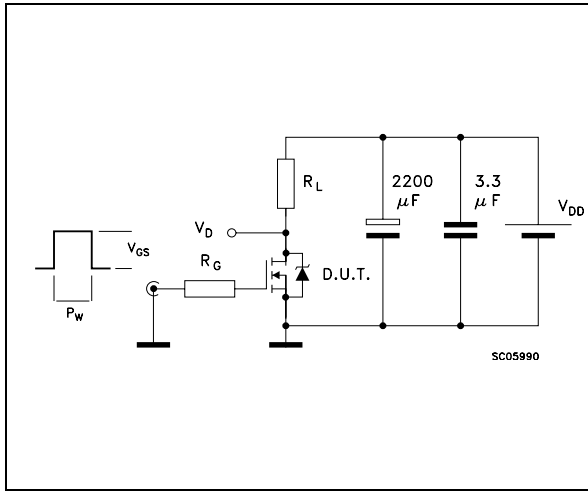 R_L
2200
µF
3.3
µF
V_DD
V_D
V_GS
R_G
D.U.T.
P_W
SC05990